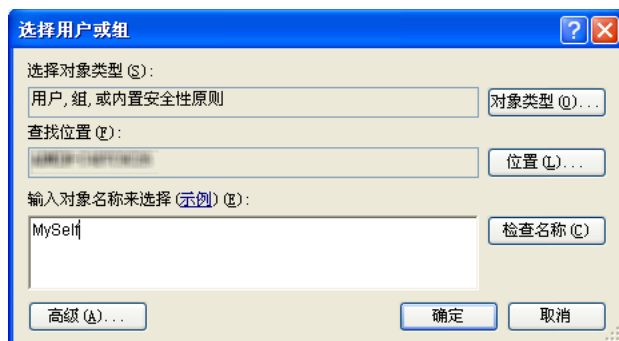 选择用户或组
选择对象类型(S):
用户,组,或内置安全性原则
对象类型(O)...
查找位置(F):
位置(L)...
输入对象名称来选择(示例)(E):
MySelf
检查名称(C)
高级(A)...
确定
取消